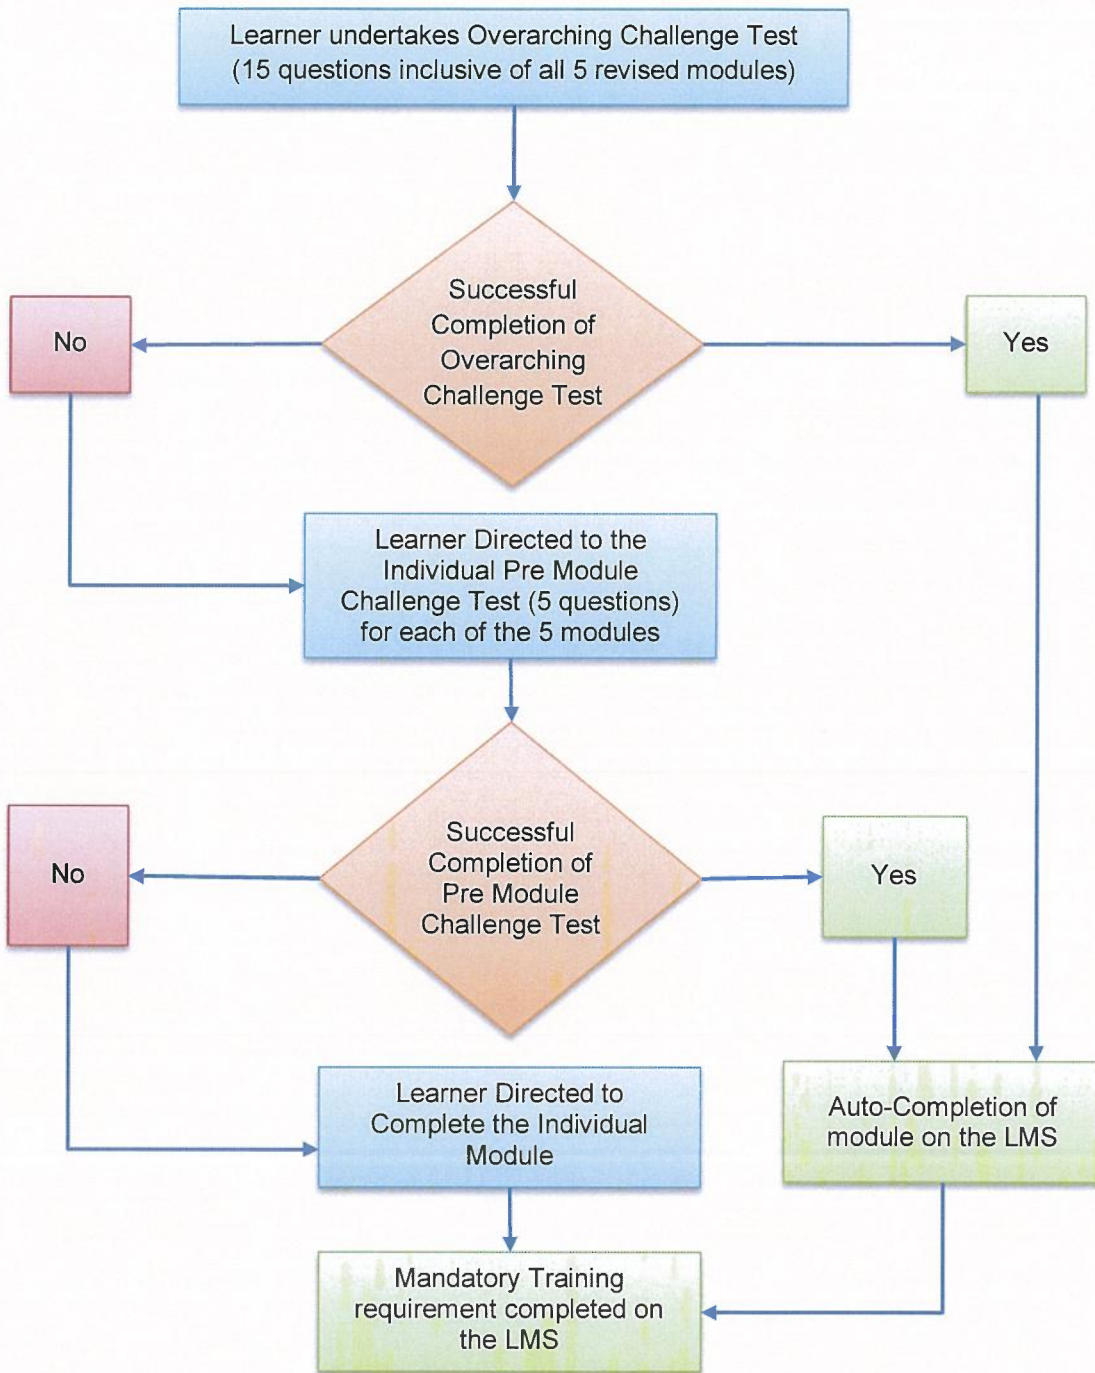 Learner undertakes Overarching Challenge Test
(15 questions inclusive of all 5 revised modules)
Successful
Completion of
Overarching
Challenge Test
No
Yes
Learner Directed to the
Individual Pre Module
Challenge Test (5 questions)
for each of the 5 modules
Successful
Completion of
Pre Module
Challenge Test
No
Yes
Learner Directed to
Complete the Individual
Module
Auto-Completion of
module on the LMS
Mandatory Training
requirement completed on
the LMS